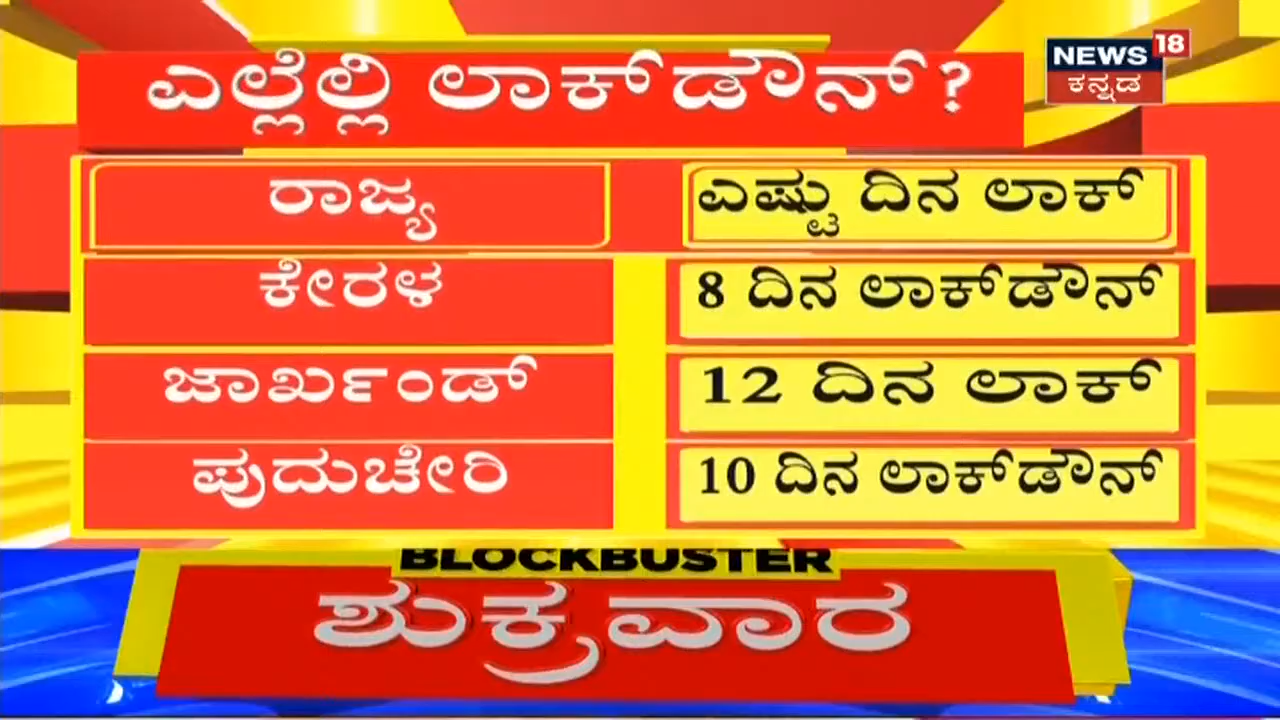 ಎಲ್ಲೆಲ್ಲಿ ಲಾಕ್‌ಡೌನ್?
NEWS 18
ಕನ್ನಡ
ರಾಜ್ಯ ಎಷ್ಟು ದಿನ ಲಾಕ್
ಕೇರಳ 8 ದಿನ ಲಾಕ್‌ಡೌನ್
ಜಾರ್ಖಂಡ್ 12 ದಿನ ಲಾಕ್
ಪುದುಚೇರಿ 10 ದಿನ ಲಾಕ್‌ಡೌನ್
BLOCKBUSTER
ಶುಕ್ರವಾರ